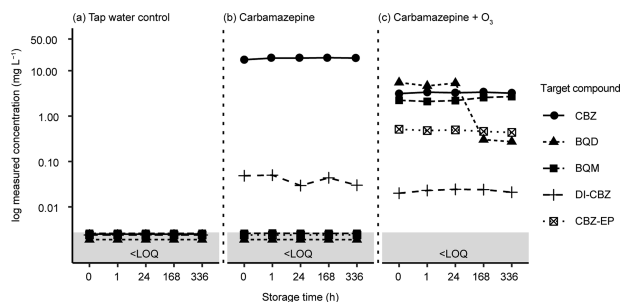 (a) Tap water control
(b) Carbamazepine
(c) Carbamazepine + O₃
log measured concentration (mg L⁻¹)
50.00
10.00
1.00
0.10
0.01
<LOQ
<LOQ
<LOQ
0 1 24 168 336
0 1 24 168 336
0 1 24 168 336
Storage time (h)
Target compound
CBZ
BQD
BQM
DI-CBZ
CBZ-EP